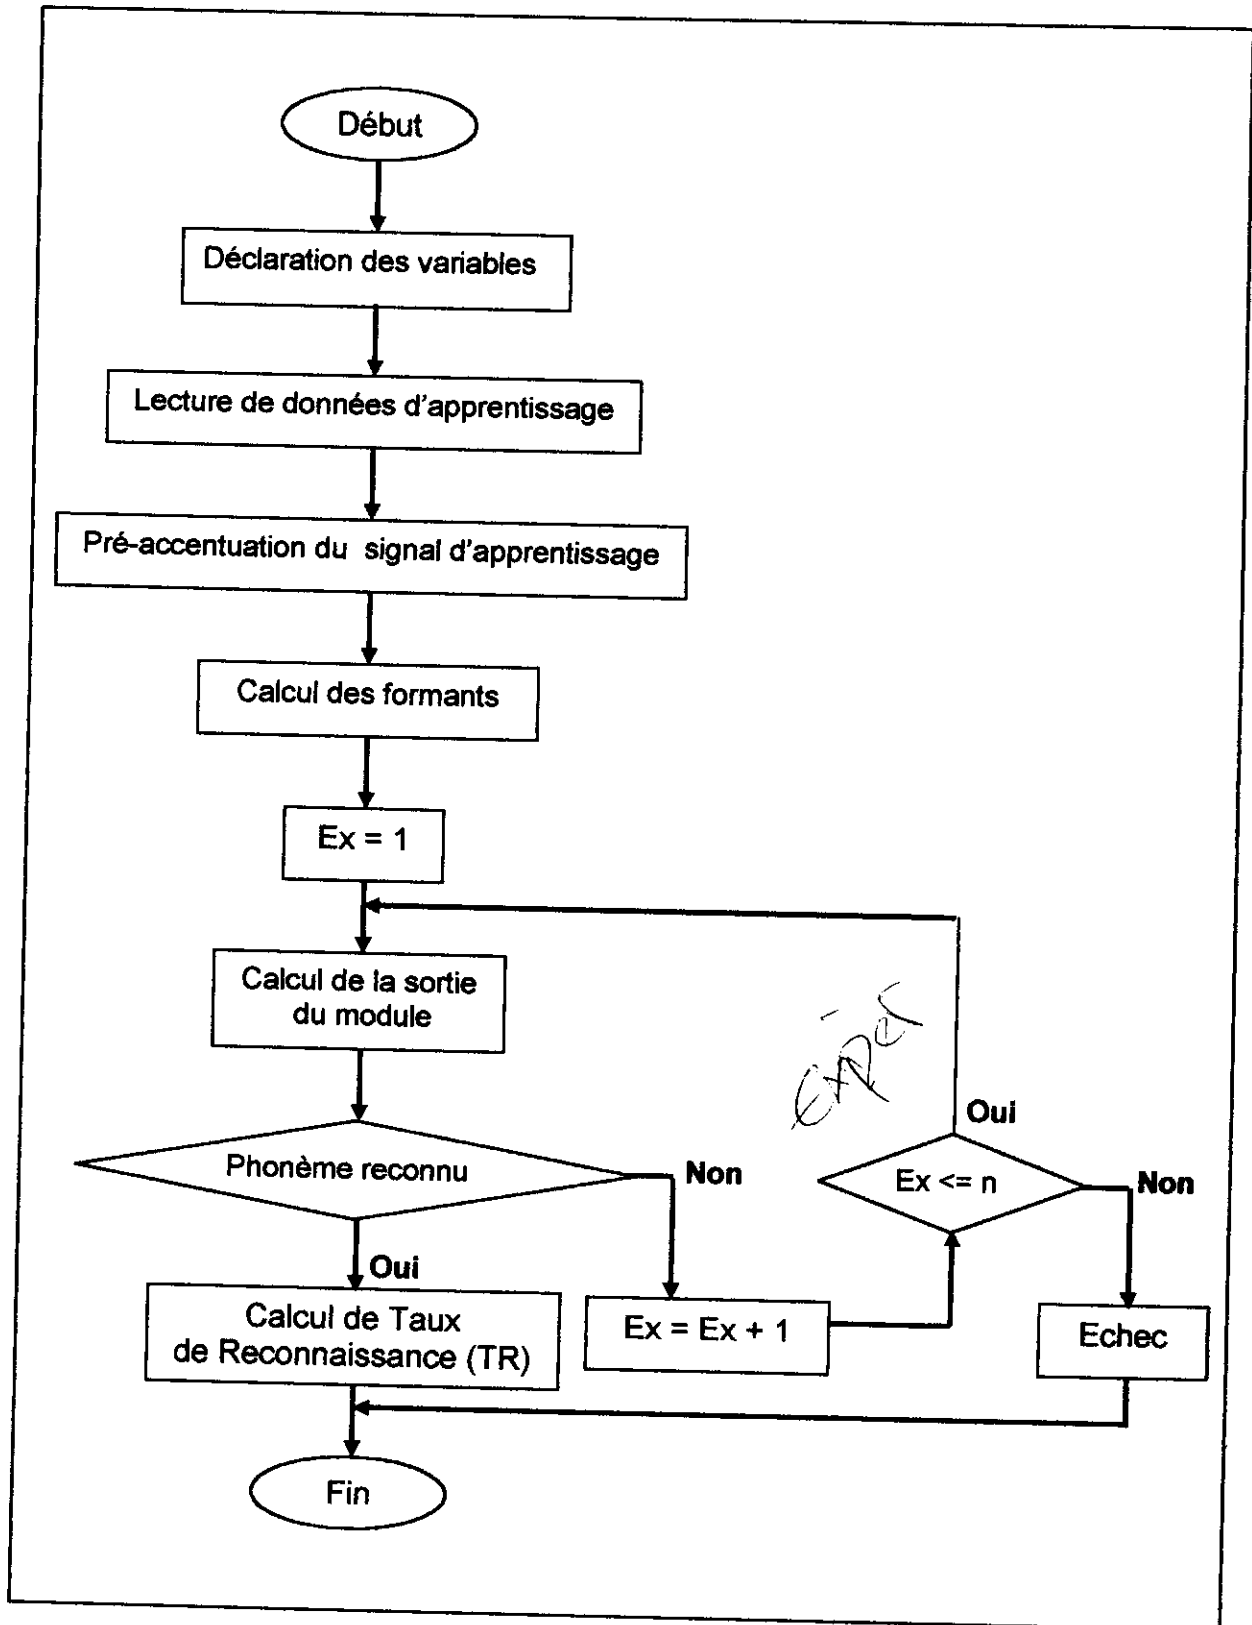 Début
Déclaration des variables
Lecture de données d'apprentissage
Pré-accentuation du signal d'apprentissage
Calcul des formants
Ex = 1
Calcul de la sortie
du module
Phonème reconnu
Non
Oui
Calcul de Taux
de Reconnaissance (TR)
Ex = Ex + 1
Ex <= n
Oui
Non
Echec
Fin